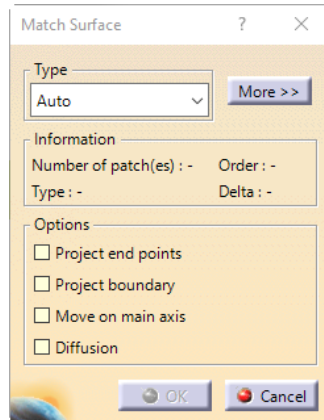 Match Surface ? ×
Type
Auto More >>
Information
Number of patch(es) : - Order : -
Type : - Delta : -
Options
Project end points
Project boundary
Move on main axis
Diffusion
OK Cancel